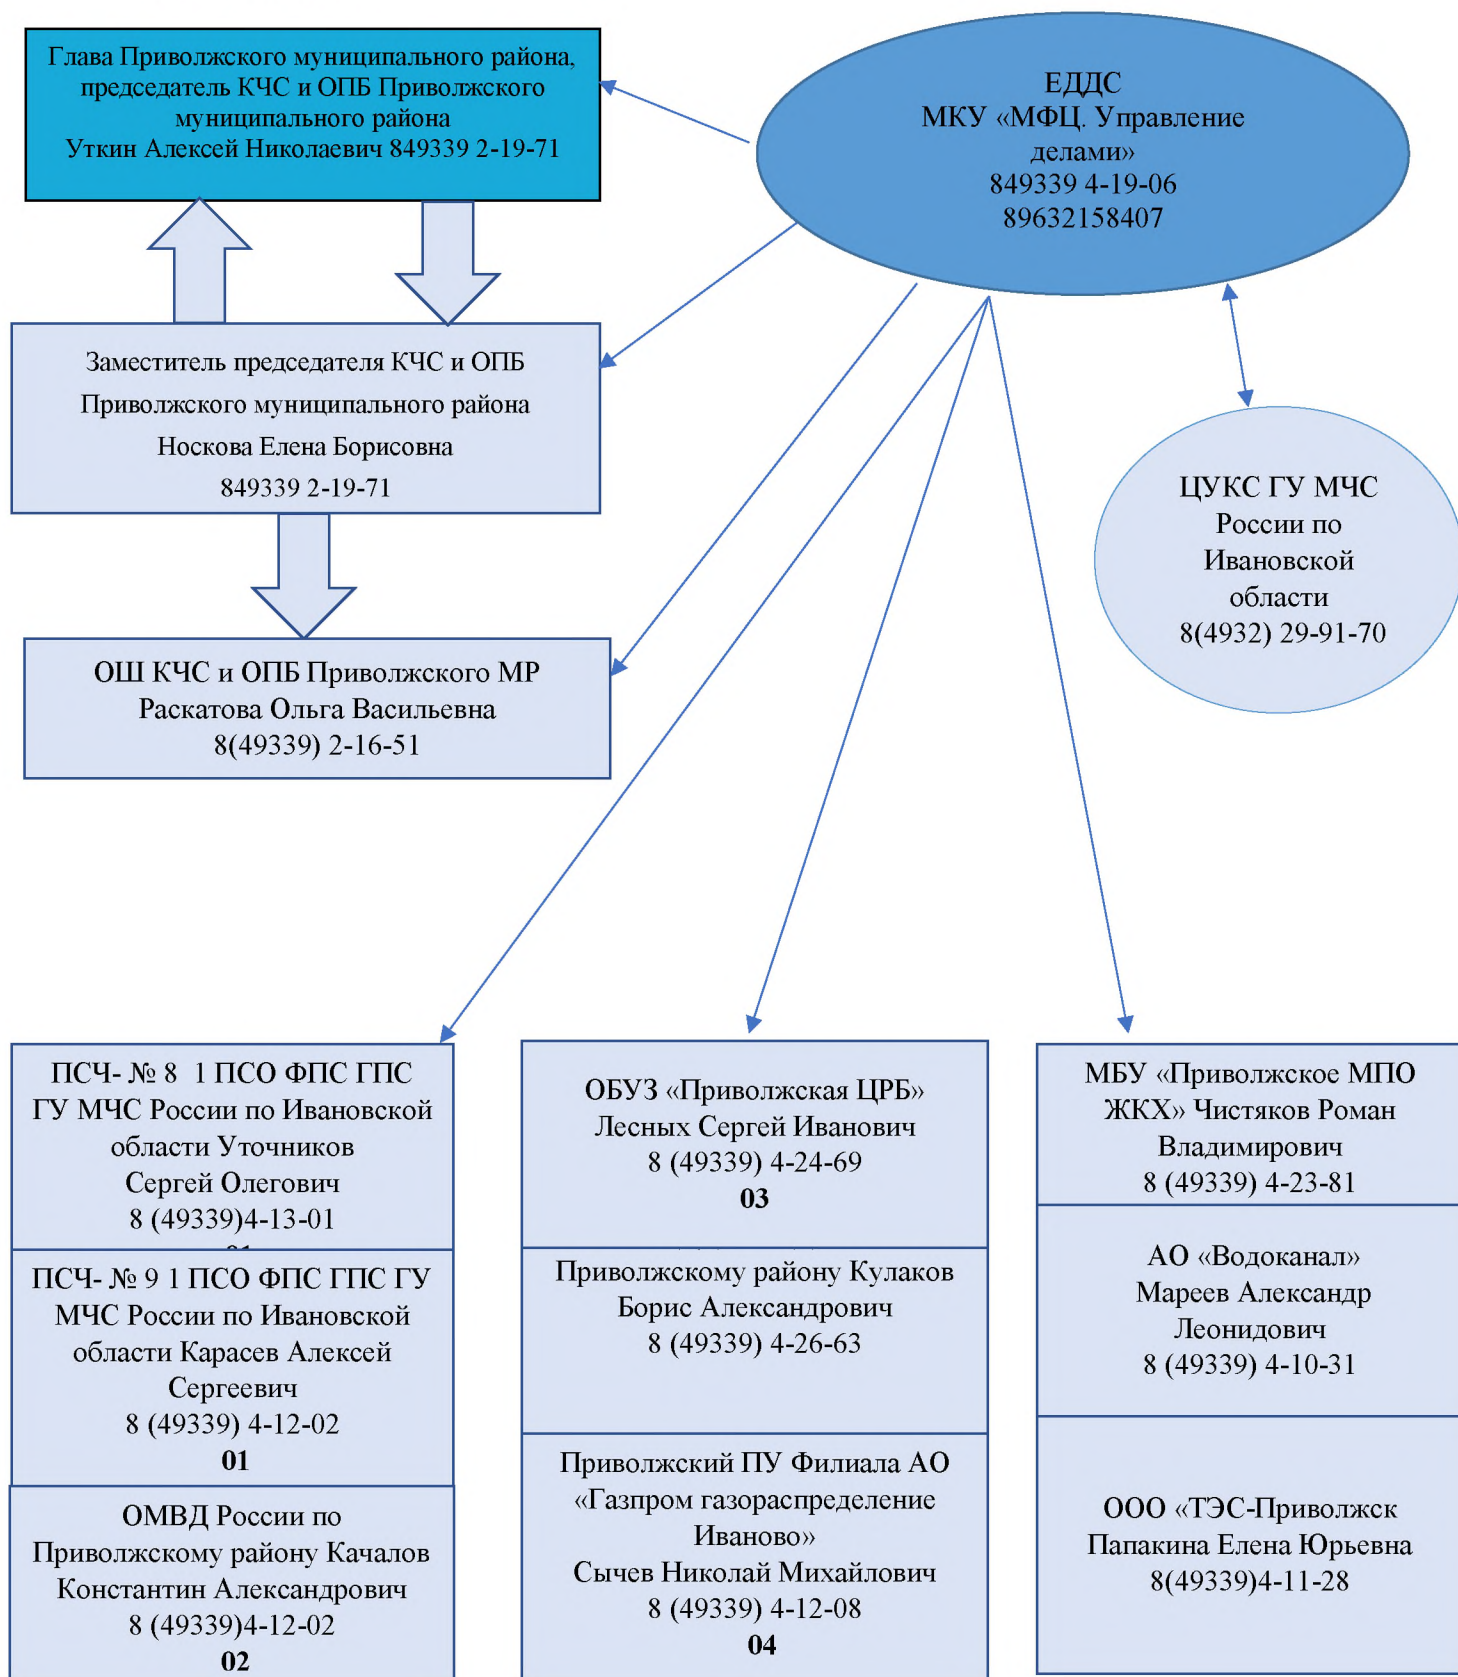 Глава Приволжского муниципального района,
председатель КЧС и ОПБ Приволжского
муниципального района
Уткин Алексей Николаевич 849339 2-19-71
ЕДДС
МКУ «МФЦ. Управление
делами»
849339 4-19-06
89632158407
Заместитель председателя КЧС и ОПБ
Приволжского муниципального района
Носкова Елена Борисовна
849339 2-19-71
ЦУКС ГУ МЧС
России по
Ивановской
области
8(4932) 29-91-70
ОШ КЧС и ОПБ Приволжского МР
Раскатова Ольга Васильевна
8(49339) 2-16-51
ПСЧ- № 8 1 ПСО ФПС ГПС
ГУ МЧС России по Ивановской
области Уточников
Сергей Олегович
8 (49339)4-13-01
ПСЧ- № 9 1 ПСО ФПС ГПС ГУ
МЧС России по Ивановской
области Карасев Алексей
Сергеевич
8 (49339) 4-12-02
01
ОМВД России по
Приволжскому району Качалов
Константин Александрович
8 (49339)4-12-02
02
ОБУЗ «Приволжская ЦРБ»
Лесных Сергей Иванович
8 (49339) 4-24-69
03
Приволжскому району Кулаков
Борис Александрович
8 (49339) 4-26-63
Приволжский ПУ Филиала АО
«Газпром газораспределение
Иваново»
Сычев Николай Михайлович
8 (49339) 4-12-08
04
МБУ «Приволжское МПО
ЖКХ» Чистяков Роман
Владимирович
8 (49339) 4-23-81
АО «Водоканал»
Мареев Александр
Леонидович
8 (49339) 4-10-31
ООО «ТЭС-Приволжск
Папакина Елена Юрьевна
8(49339)4-11-28